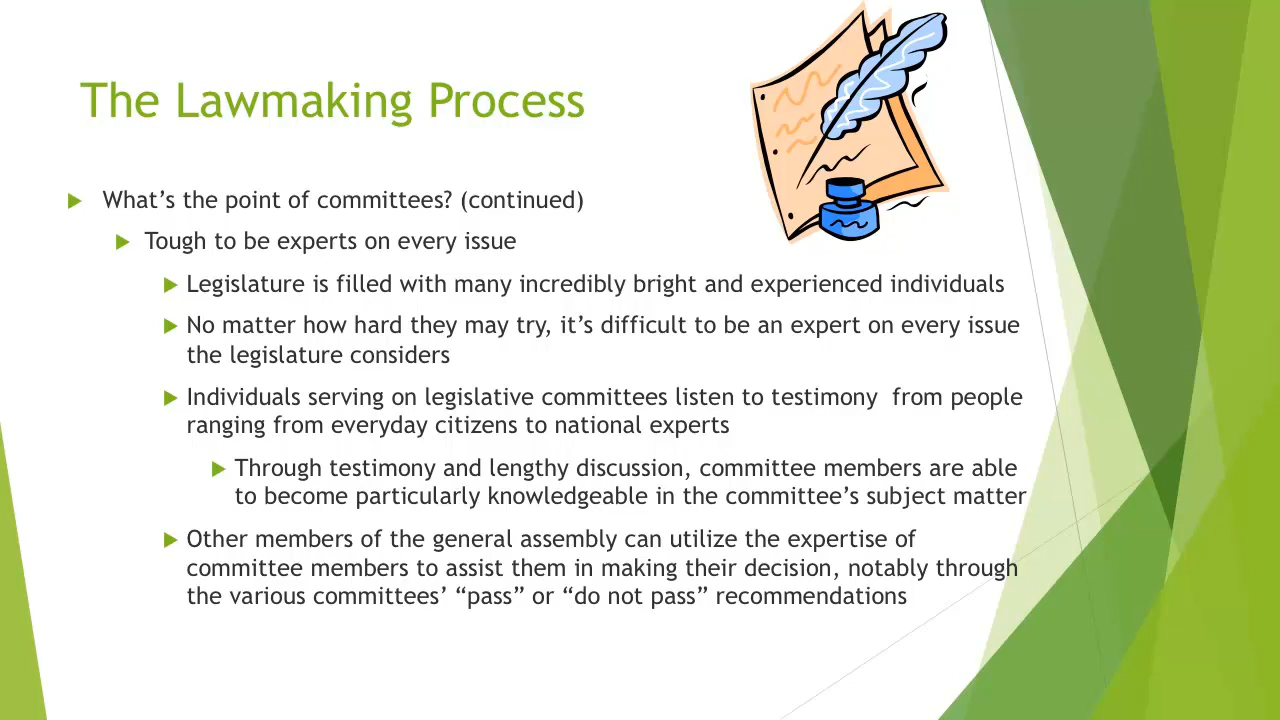 The Lawmaking Process
What’s the point of committees? (continued)
Tough to be experts on every issue
Legislature is filled with many incredibly bright and experienced individuals
No matter how hard they may try, it’s difficult to be an expert on every issue
the legislature considers
Individuals serving on legislative committees listen to testimony  from people
ranging from everyday citizens to national experts
Through testimony and lengthy discussion, committee members are able
to become particularly knowledgeable in the committee’s subject matter
Other members of the general assembly can utilize the expertise of
committee members to assist them in making their decision, notably through
the various committees’ “pass” or “do not pass” recommendations